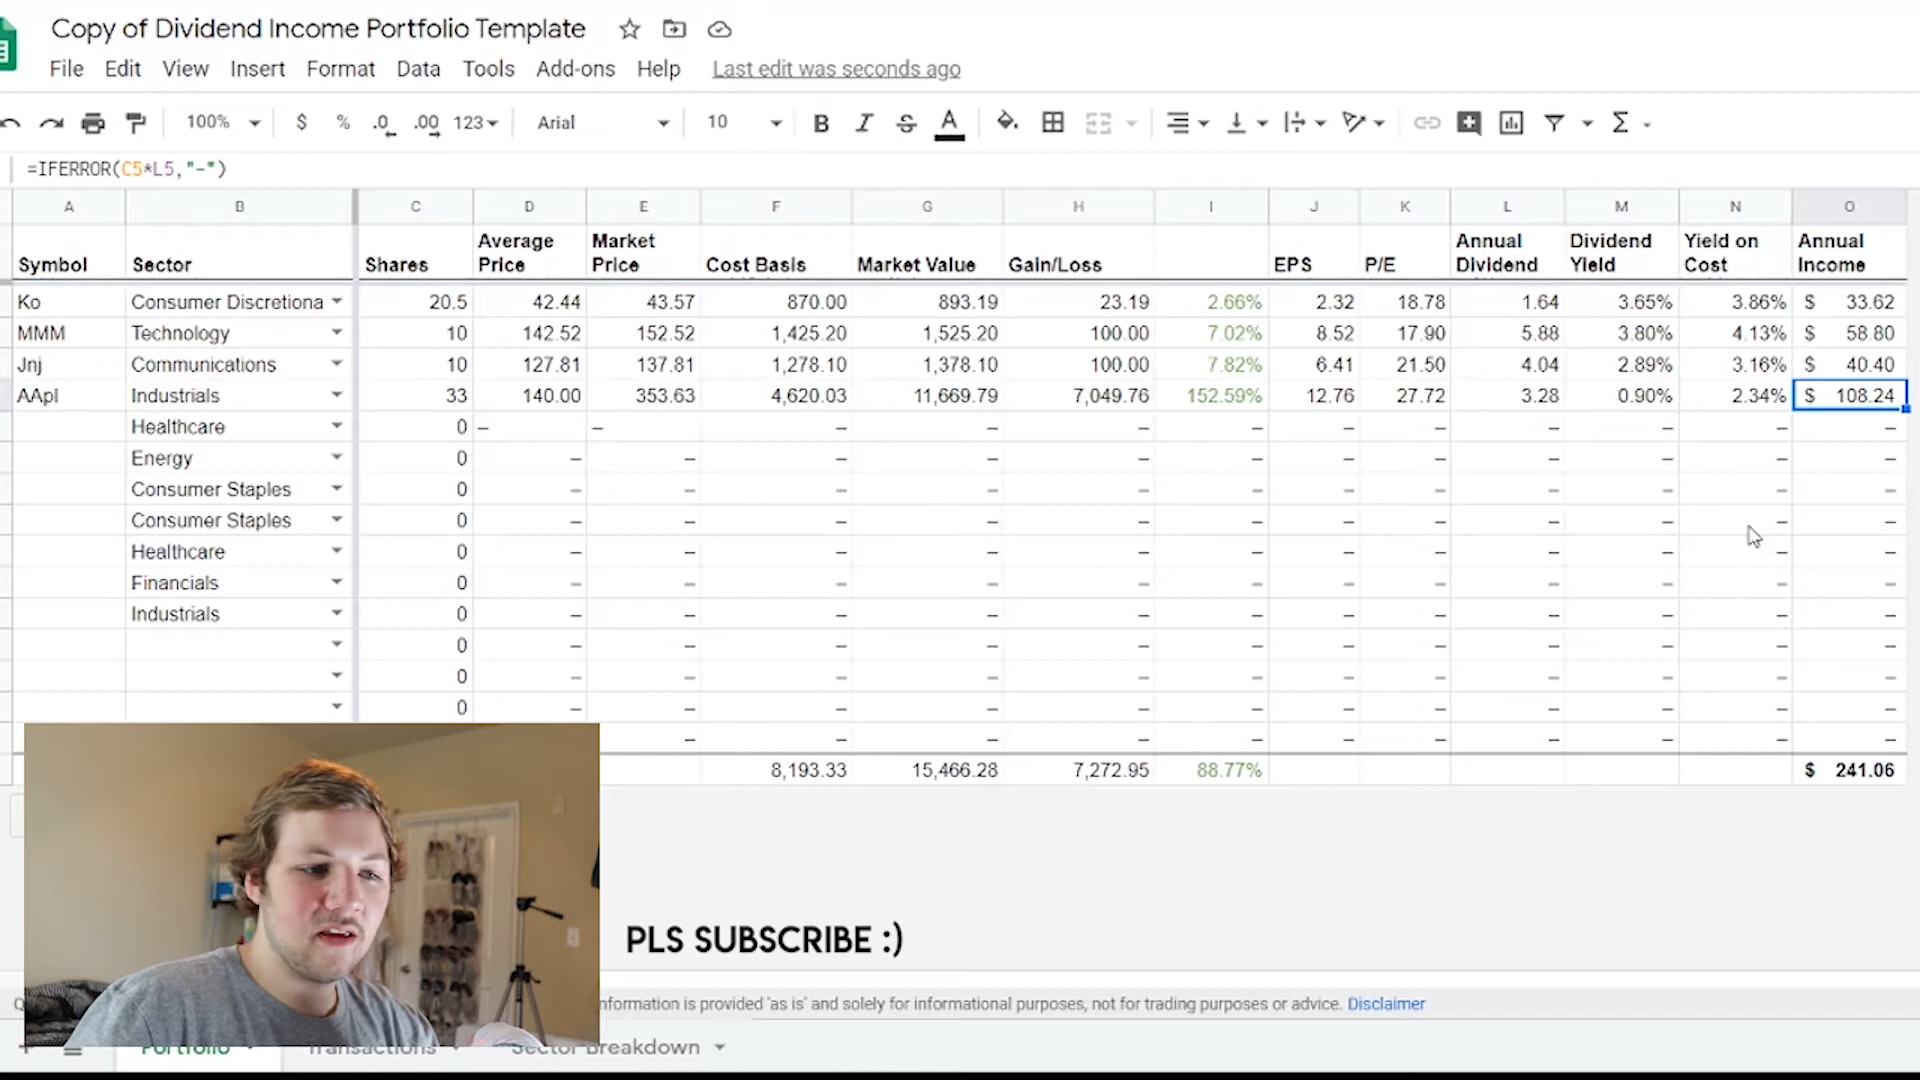 Copy of Dividend Income Portfolio Template
File Edit View Insert Format Data Tools Add-ons Help Last edit was seconds ago
100% $ % .0 .00 123 Arial 10 B I S A Σ
=IFERROR(C5*L5,"-")
A B C D E F G H I J K L M N O
Symbol Sector Shares Average Price Market Price Cost Basis Market Value Gain/Loss EPS P/E Annual Dividend Dividend Yield Yield on Cost Annual Income
Ko Consumer Discretiona 20.5 42.44 43.57 870.00 893.19 23.19 2.66% 2.32 18.78 1.64 3.65% 3.86% $ 33.62
MMM Technology 10 142.52 152.52 1,425.20 1,525.20 100.00 7.02% 8.52 17.90 5.88 3.80% 4.13% $ 58.80
Jnj Communications 10 127.81 137.81 1,278.10 1,378.10 100.00 7.82% 6.41 21.50 4.04 2.89% 3.16% $ 40.40
AApl Industrials 33 140.00 353.63 4,620.03 11,669.79 7,049.76 152.59% 12.76 27.72 3.28 0.90% 2.34% $ 108.24
Healthcare 0 – – – – – – – – – – – –
Energy 0 – – – – – – – – – – – –
Consumer Staples 0 – – – – – – – – – – – –
Consumer Staples 0 – – – – – – – – – – – –
Healthcare 0 – – – – – – – – – – – –
Financials 0 – – – – – – – – – – – –
Industrials 0 – – – – – – – – – – – –
0 – – – – – – – – – – – –
0 – – – – – – – – – – – –
0 – – – – – – – – – – – –
– – – – – – – – – – –
8,193.33 15,466.28 7,272.95 88.77% $ 241.06
PLS SUBSCRIBE :)
information is provided 'as is' and solely for informational purposes, not for trading purposes or advice. Disclaimer
Portfolio Transactions Sector Breakdown